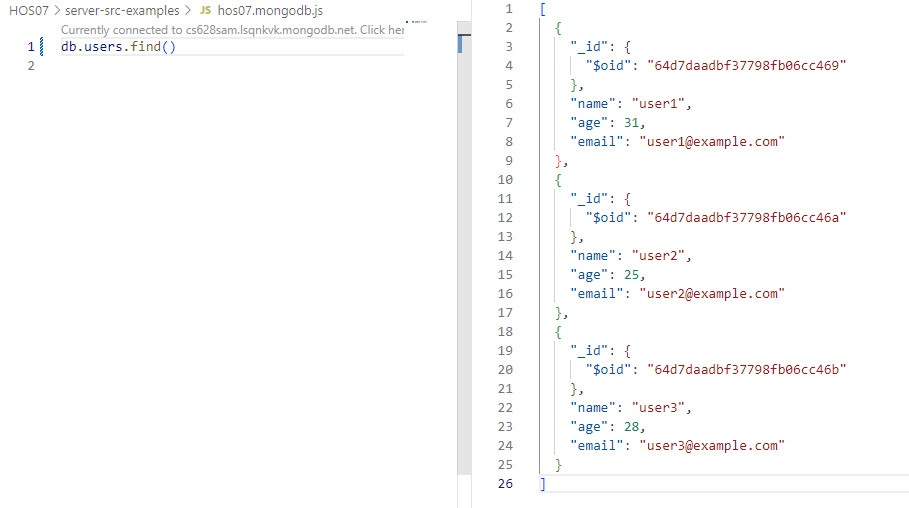 HOS07 > server-src-examples > JS hos07.mongodb.js
Currently connected to cs628sam.lsqnkvk.mongodb.net. Click her
1 db.users.find()
2
1 [
2 {
3 "_id": {
4 "$oid": "64d7daadbf37798fb06cc469"
5 },
6 "name": "user1",
7 "age": 31,
8 "email": "user1@example.com"
9 },
10 {
11 "_id": {
12 "$oid": "64d7daadbf37798fb06cc46a"
13 },
14 "name": "user2",
15 "age": 25,
16 "email": "user2@example.com"
17 },
18 {
19 "_id": {
20 "$oid": "64d7daadbf37798fb06cc46b"
21 },
22 "name": "user3",
23 "age": 28,
24 "email": "user3@example.com"
25 }
26 ]